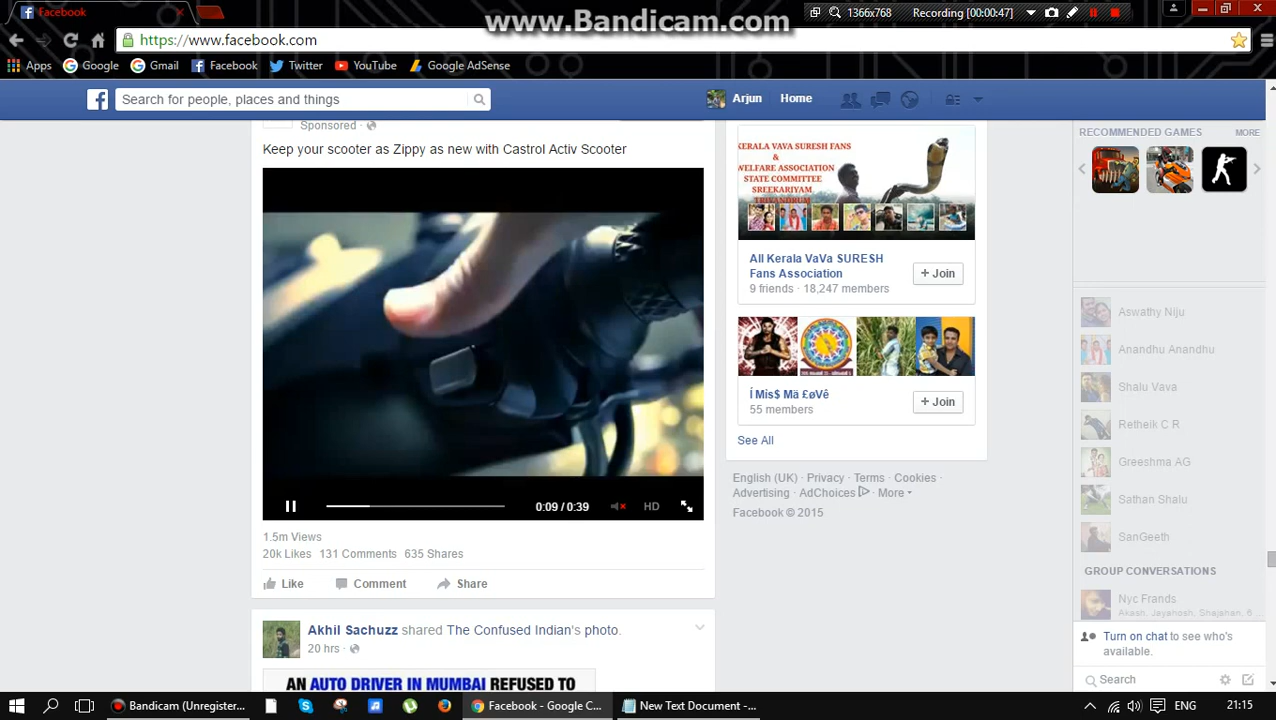 Facebook
www.Bandicam.com
1366x768
Recording [00:00:47]
https://www.facebook.com
Apps
Google
Gmail
Facebook
Twitter
YouTube
Google AdSense
Search for people, places and things
Arjun
Home
Sponsored ·
Keep your scooter as Zippy as new with Castrol Activ Scooter
0:09 / 0:39
HD
1.5m Views
20k Likes 131 Comments 635 Shares
Like
Comment
Share
Akhil Sachuzz shared The Confused Indian's photo.
20 hrs ·
AN AUTO DRIVER IN MUMBAI REFUSED TO
KERALA VAVA SURESH FANS
&
WELFARE ASSOCIATION
STATE COMMITTEE
SREEKARIYAM
All Kerala VaVa SURESH
Fans Association
9 friends · 18,247 members
+ Join
Í Mîs$ Mä £øVê
55 members
+ Join
See All
English (UK) · Privacy · Terms · Cookies ·
Advertising · AdChoices · More
Facebook © 2015
RECOMMENDED GAMES
MORE
Aswathy Niju
Anandhu Anandhu
Shalu Vava
Retheik C R
Greeshma AG
Sathan Shalu
SanGeeth
GROUP CONVERSATIONS
Nyc Frands
Akash, Jayahosh, Shajahan, 6
Turn on chat to see who's
available.
Search
Bandicam (Unregister...
Facebook - Google C...
New Text Document -...
ENG
21:15